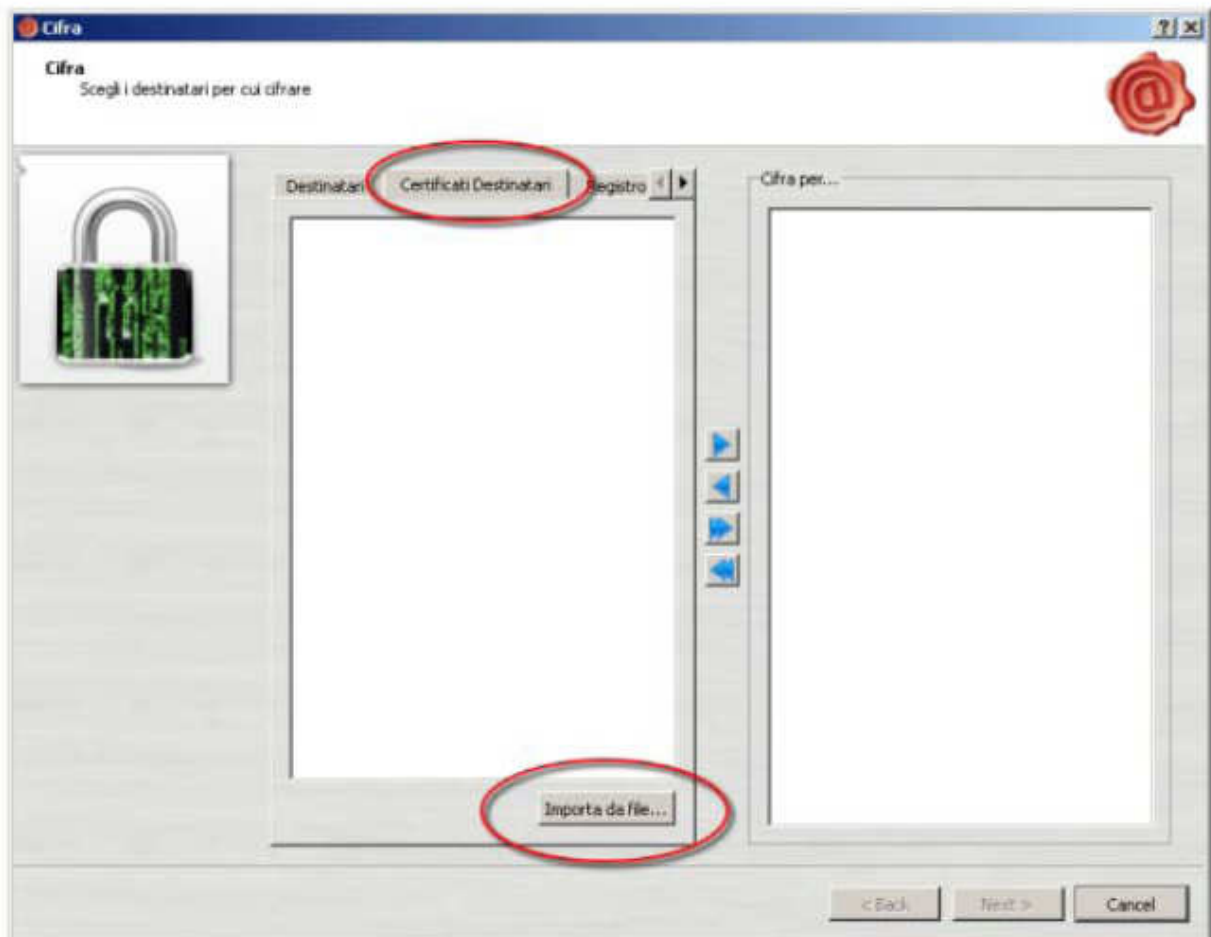 Cifra
Cifra
Scegli i destinatari per cui cifrare
Destinatari
Certificati Destinatari
Registro
Cifra per...
Importa da file...
< Back
Next >
Cancel